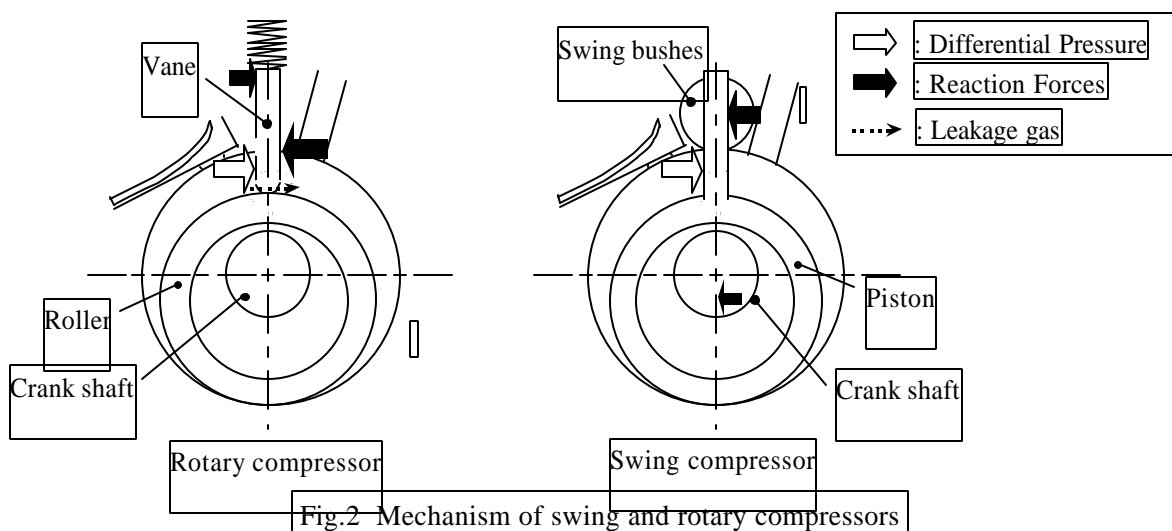 Vane
Roller
Crank shaft
Rotary compressor
Swing bushes
Piston
Crank shaft
Swing compressor
: Differential Pressure
: Reaction Forces
: Leakage gas
Fig.2 Mechanism of swing and rotary compressors